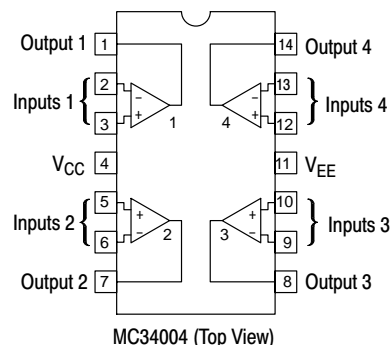 Output 1 1 14 Output 4
Inputs 1 { 2 − − 13 } Inputs 4
3 + 1 4 + 12
VCC 4 11 VEE
Inputs 2 { 5 + + 10 } Inputs 3
6 − 2 3 − 9
Output 2 7 8 Output 3
MC34004 (Top View)